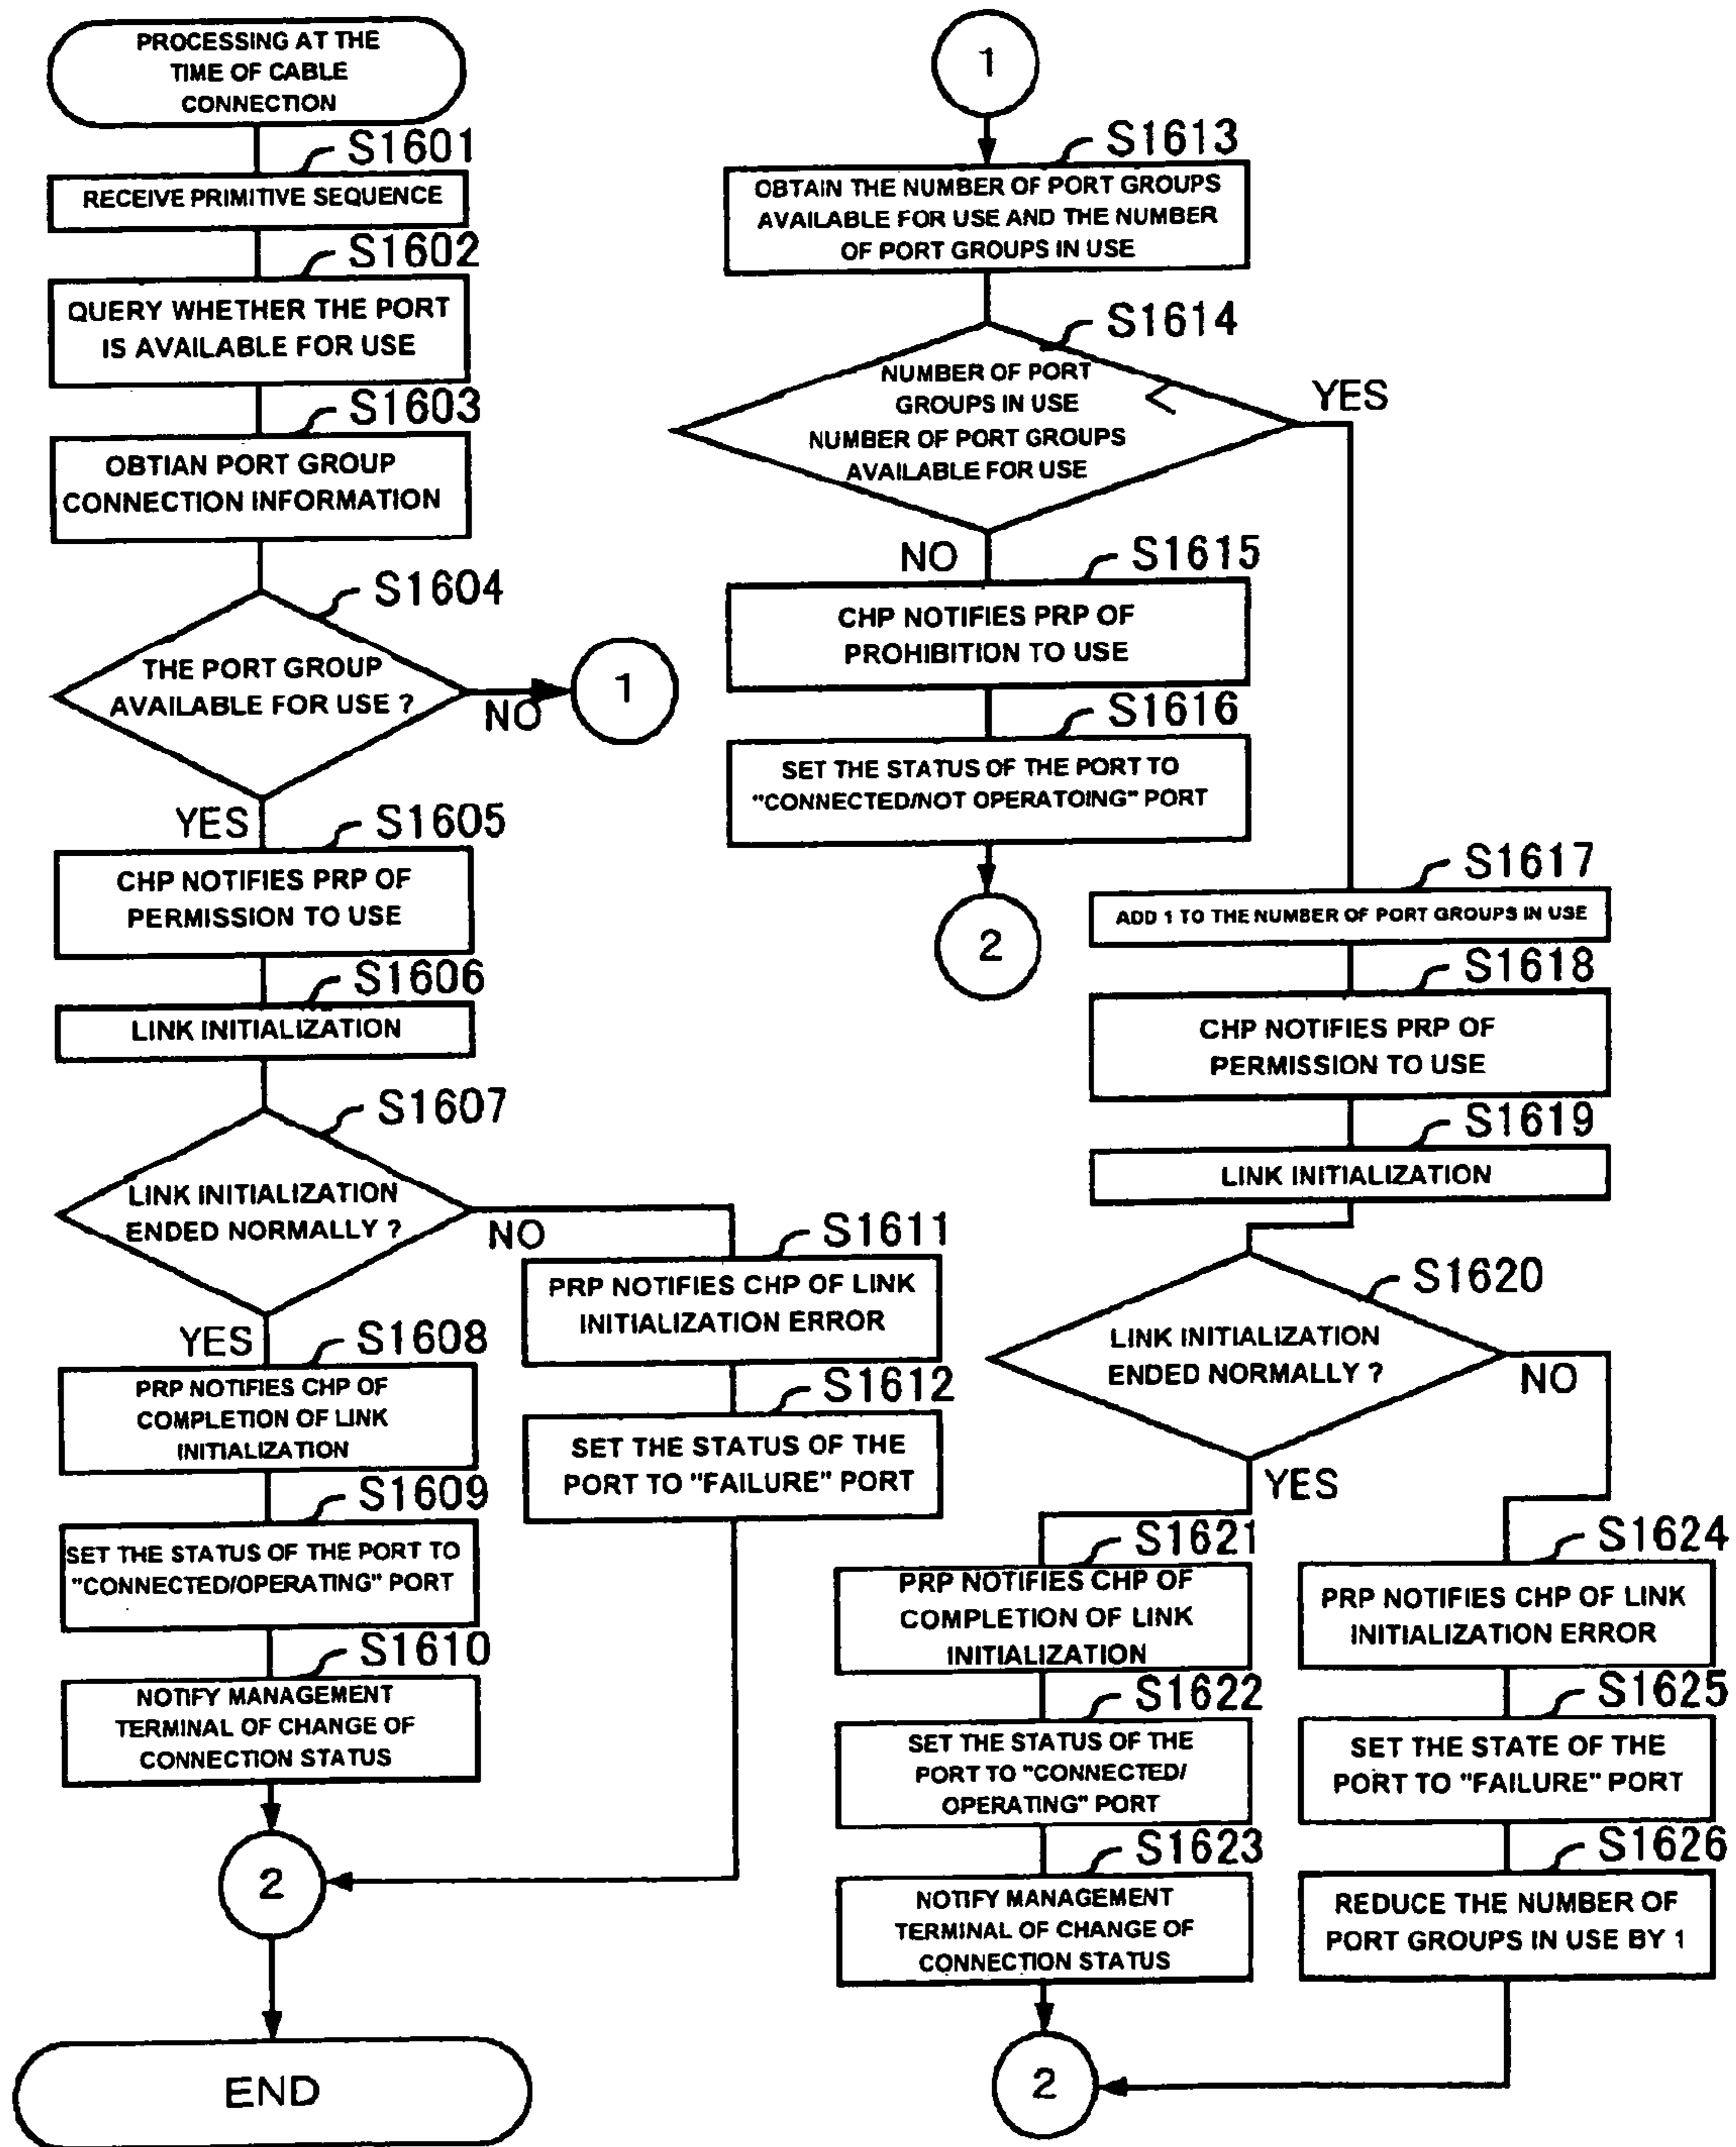 PROCESSING AT THE
TIME OF CABLE
CONNECTION
S1601
RECEIVE PRIMITIVE SEQUENCE
S1602
QUERY WHETHER THE PORT
IS AVAILABLE FOR USE
S1603
OBTIAN PORT GROUP
CONNECTION INFORMATION
S1604
THE PORT GROUP
AVAILABLE FOR USE ?
NO
1
YES
S1605
CHP NOTIFIES PRP OF
PERMISSION TO USE
S1606
LINK INITIALIZATION
S1607
LINK INITIALIZATION
ENDED NORMALLY ?
NO
YES
S1608
PRP NOTIFIES CHP OF
COMPLETION OF LINK
INITIALIZATION
S1609
SET THE STATUS OF THE PORT TO
"CONNECTED/OPERATING" PORT
S1610
NOTIFY MANAGEMENT
TERMINAL OF CHANGE OF
CONNECTION STATUS
2
END
S1611
PRP NOTIFIES CHP OF LINK
INITIALIZATION ERROR
S1612
SET THE STATUS OF THE
PORT TO "FAILURE" PORT
1
S1613
OBTAIN THE NUMBER OF PORT GROUPS
AVAILABLE FOR USE AND THE NUMBER
OF PORT GROUPS IN USE
S1614
NUMBER OF PORT
GROUPS IN USE <
NUMBER OF PORT GROUPS
AVAILABLE FOR USE
YES
NO
S1615
CHP NOTIFIES PRP OF
PROHIBITION TO USE
S1616
SET THE STATUS OF THE PORT TO
"CONNECTED/NOT OPERATOING" PORT
2
S1617
ADD 1 TO THE NUMBER OF PORT GROUPS IN USE
S1618
CHP NOTIFIES PRP OF
PERMISSION TO USE
S1619
LINK INITIALIZATION
S1620
LINK INITIALIZATION
ENDED NORMALLY ?
NO
YES
S1621
PRP NOTIFIES CHP OF
COMPLETION OF LINK
INITIALIZATION
S1622
SET THE STATUS OF THE
PORT TO "CONNECTED/
OPERATING" PORT
S1623
NOTIFY MANAGEMENT
TERMINAL OF CHANGE OF
CONNECTION STATUS
2
S1624
PRP NOTIFIES CHP OF LINK
INITIALIZATION ERROR
S1625
SET THE STATE OF THE
PORT TO "FAILURE" PORT
S1626
REDUCE THE NUMBER OF
PORT GROUPS IN USE BY 1